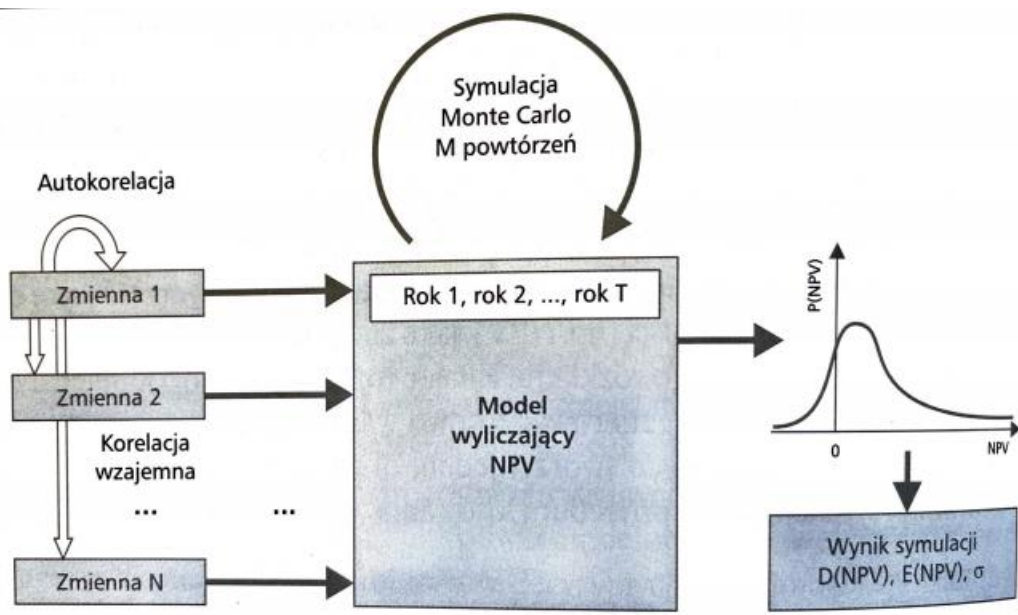 Symulacja
Monte Carlo
M powtórzeń
Autokorelacja
Zmienna 1
Rok 1, rok 2, ..., rok T
P(NPV)
Zmienna 2
Model
wyliczający
NPV
Korelacja
wzajemna
... ...
0
NPV
Zmienna N
Wynik symulacji
D(NPV), E(NPV), σ